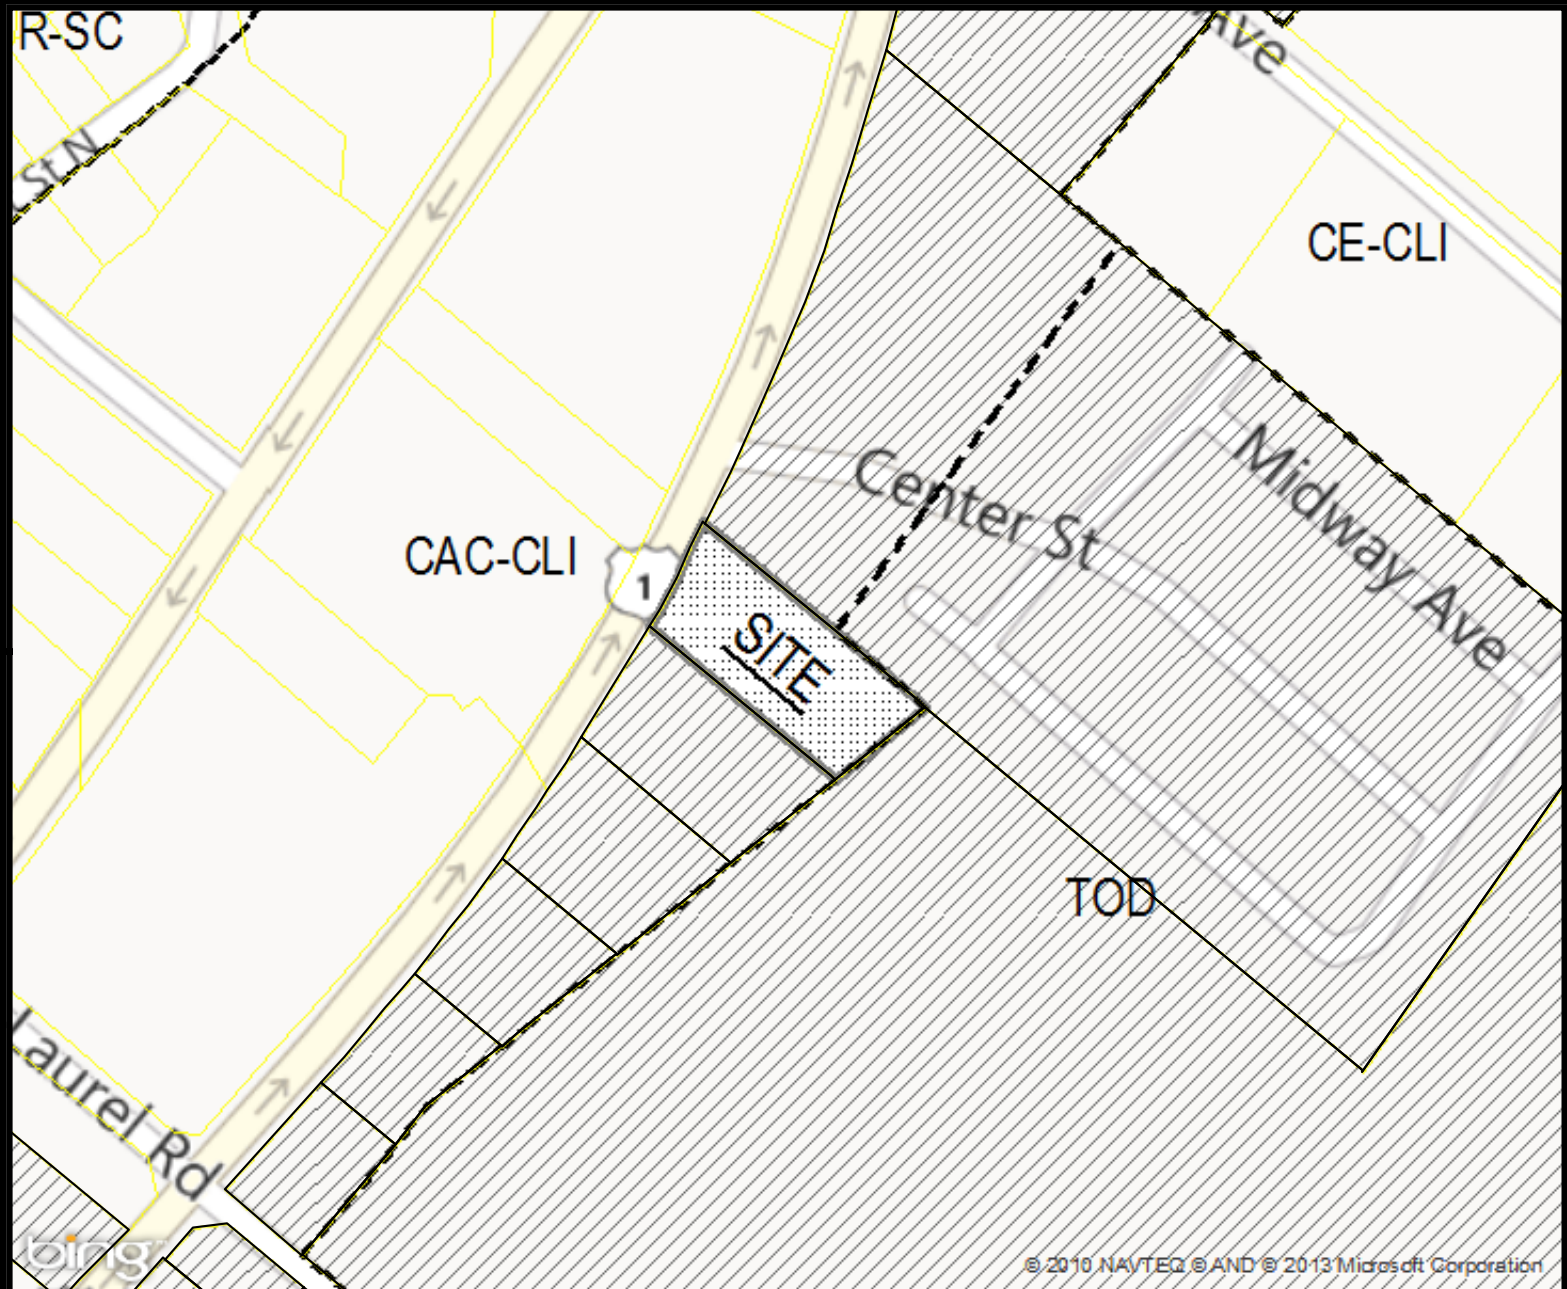 R-SC
Ave
St N
CE-CLI
Center St
Midway Ave
CAC-CLI
1
SITE
TOD
Laurel Rd
bing
© 2010 NAVTEQ © AND © 2013 Microsoft Corporation